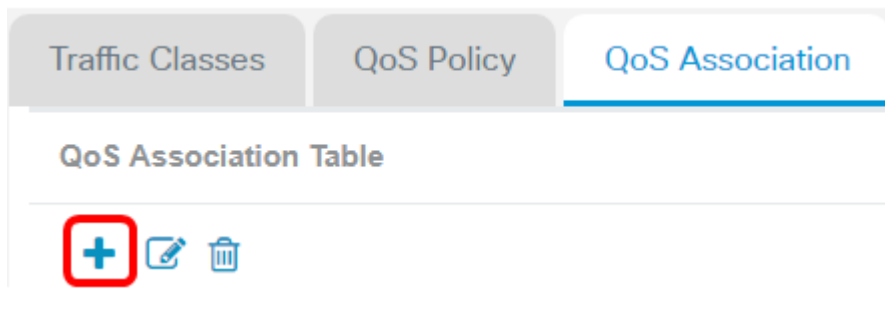 Traffic Classes QoS Policy QoS Association
QoS Association Table